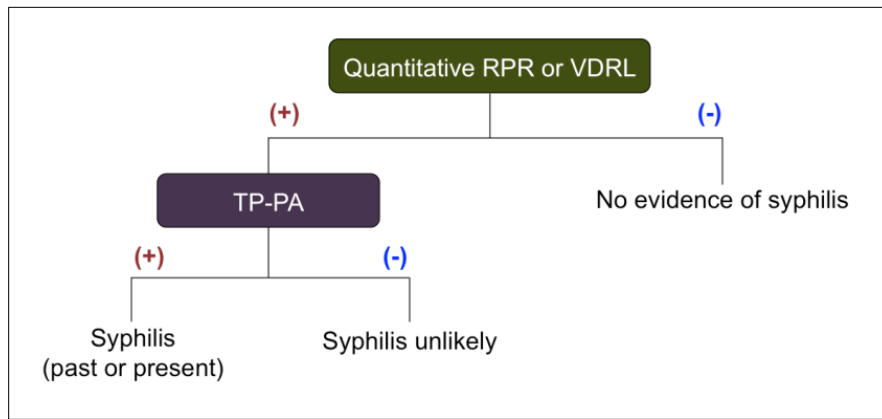 Quantitative RPR or VDRL
(+)
(-)
TP-PA
No evidence of syphilis
(+)
(-)
Syphilis
(past or present)
Syphilis unlikely